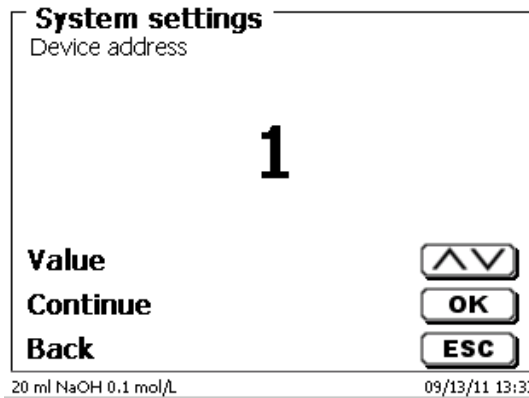 System settings
Device address
1
Value
Continue OK
Back ESC
20 ml NaOH 0.1 mol/L 09/13/11 13:3